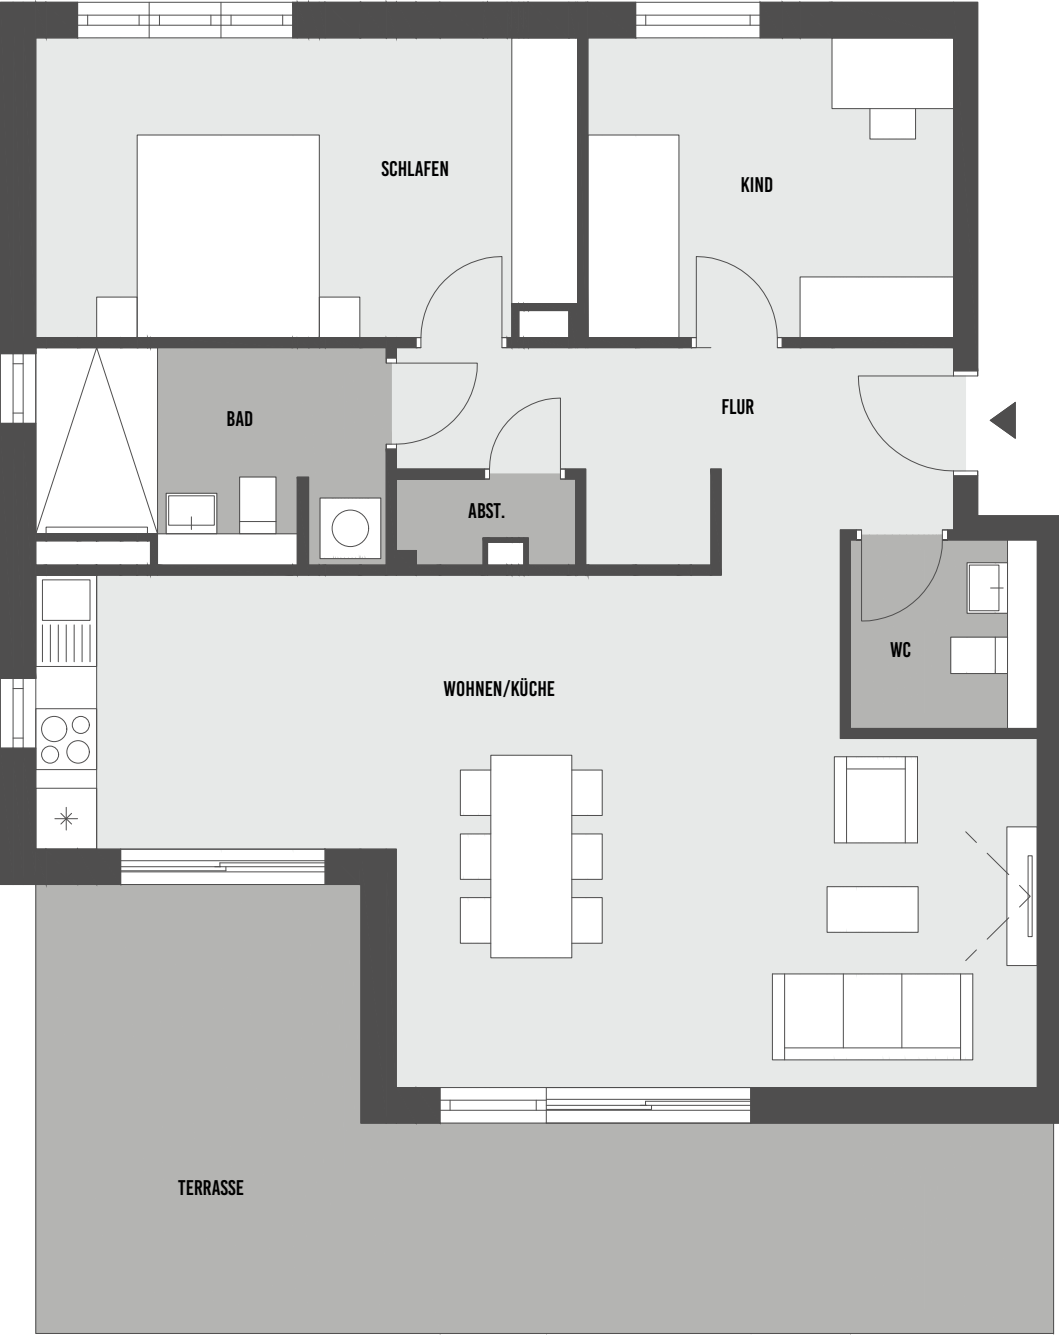 SCHLAFEN
KIND
FLUR
BAD
ABST.
WC
WOHNEN/KÜCHE
TERRASSE